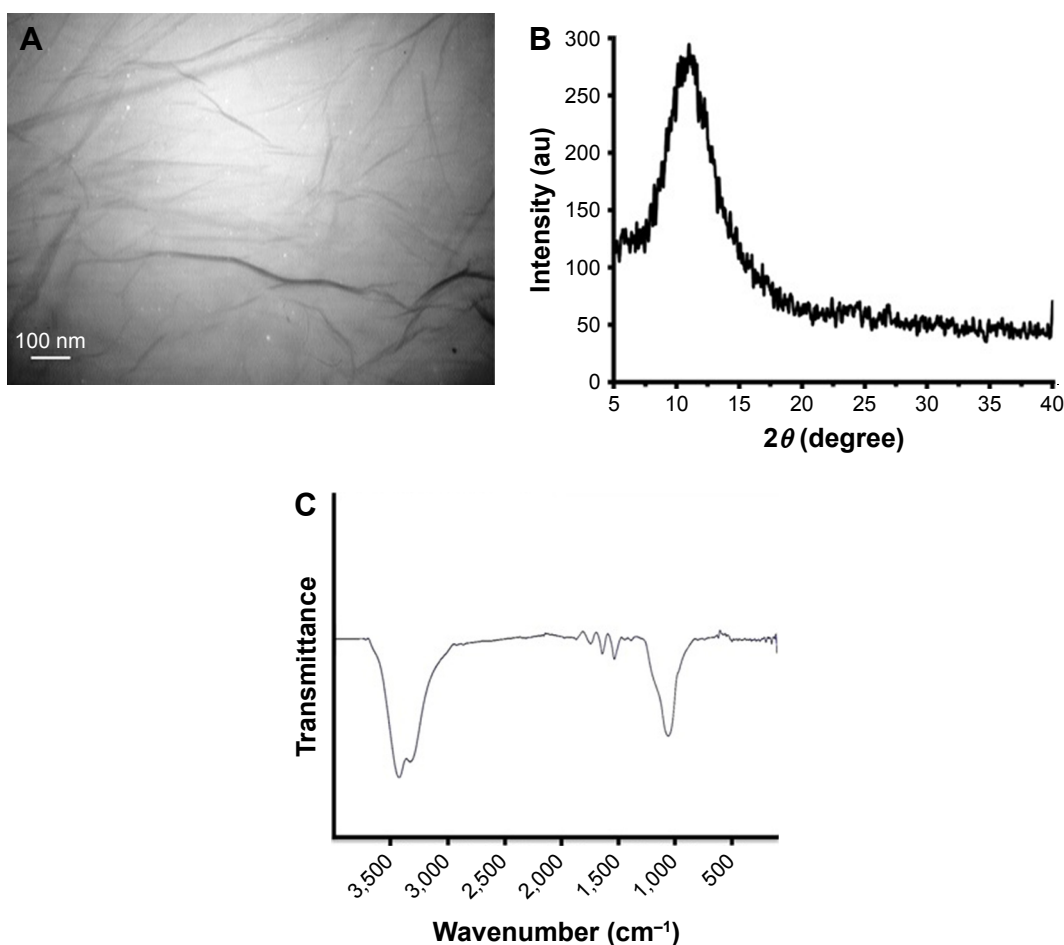 A
100 nm
B
300
250
200
150
100
50
0
Intensity (au)
5 10 15 20 25 30 35 40
2θ (degree)
C
Transmittance
3,500 3,000 2,500 2,000 1,500 1,000 500
Wavenumber (cm⁻¹)